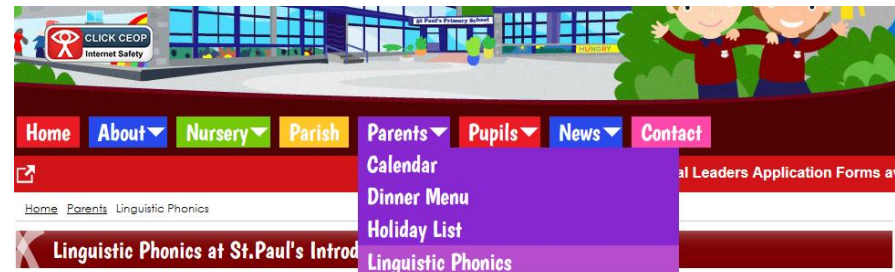 St Paul's Primary School
CLICK CEOP
Internet Safety
HUNGRY
Home About Nursery Parish Parents Pupils News Contact
Calendar
al Leaders Application Forms a
Dinner Menu
Home Parents Linguistic Phonics
Holiday List
Linguistic Phonics at St.Paul's Introd
Linguistic Phonics